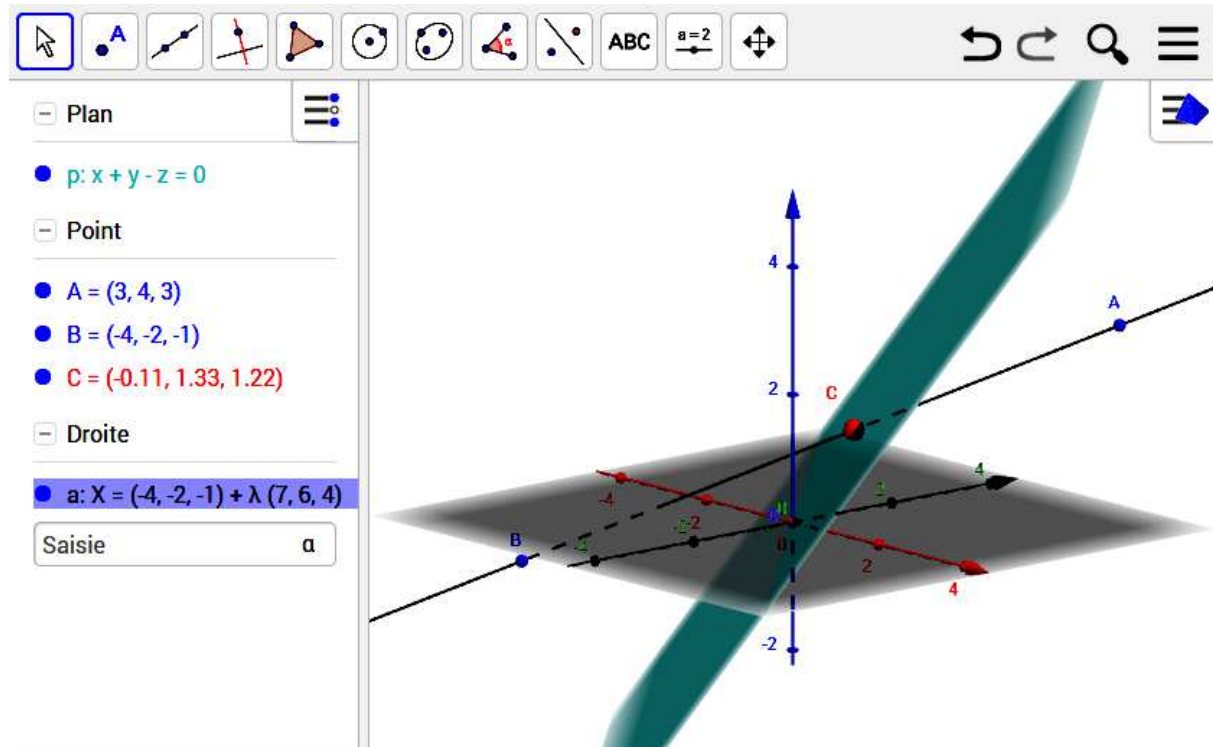 A α ABC a=2
Plan
p: x + y - z = 0
Point
A = (3, 4, 3)
B = (-4, -2, -1)
C = (-0.11, 1.33, 1.22)
Droite
a: X = (-4, -2, -1) + λ (7, 6, 4)
Saisie α
4
A
2
C
-4
4
-2
B
-4
0
2
4
-2